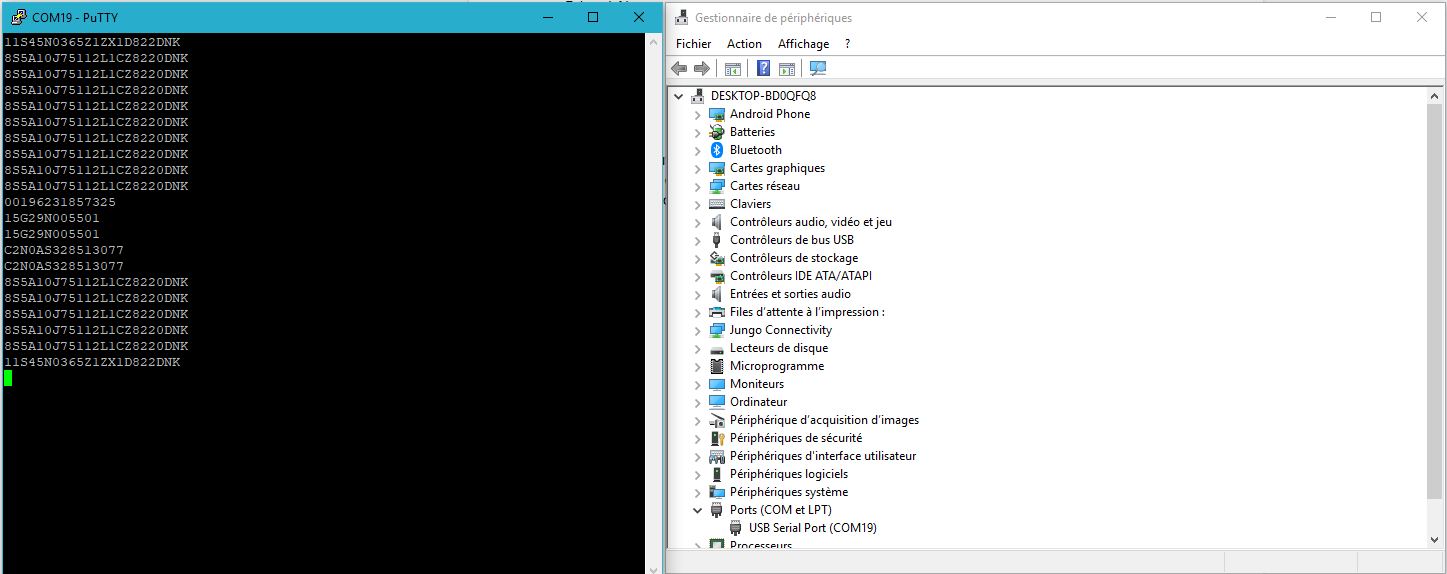 COM19 - PuTTY
11S45N0365Z1ZX1D822DNK
8S5A10J75112L1CZ8220DNK
8S5A10J75112L1CZ8220DNK
8S5A10J75112L1CZ8220DNK
8S5A10J75112L1CZ8220DNK
8S5A10J75112L1CZ8220DNK
8S5A10J75112L1CZ8220DNK
8S5A10J75112L1CZ8220DNK
8S5A10J75112L1CZ8220DNK
8S5A10J75112L1CZ8220DNK
00196231857325
15G29N005501
15G29N005501
C2N0AS328513077
C2N0AS328513077
8S5A10J75112L1CZ8220DNK
8S5A10J75112L1CZ8220DNK
8S5A10J75112L1CZ8220DNK
8S5A10J75112L1CZ8220DNK
8S5A10J75112L1CZ8220DNK
11S45N0365Z1ZX1D822DNK
Gestionnaire de périphériques
Fichier Action Affichage ?
DESKTOP-BD0QFQ8
Android Phone
Batteries
Bluetooth
Cartes graphiques
Cartes réseau
Claviers
Contrôleurs audio, vidéo et jeu
Contrôleurs de bus USB
Contrôleurs de stockage
Contrôleurs IDE ATA/ATAPI
Entrées et sorties audio
Files d'attente à l'impression :
Jungo Connectivity
Lecteurs de disque
Microprogramme
Moniteurs
Ordinateur
Périphérique d'acquisition d'images
Périphériques de sécurité
Périphériques d'interface utilisateur
Périphériques logiciels
Périphériques système
Ports (COM et LPT)
USB Serial Port (COM19)
Processeurs